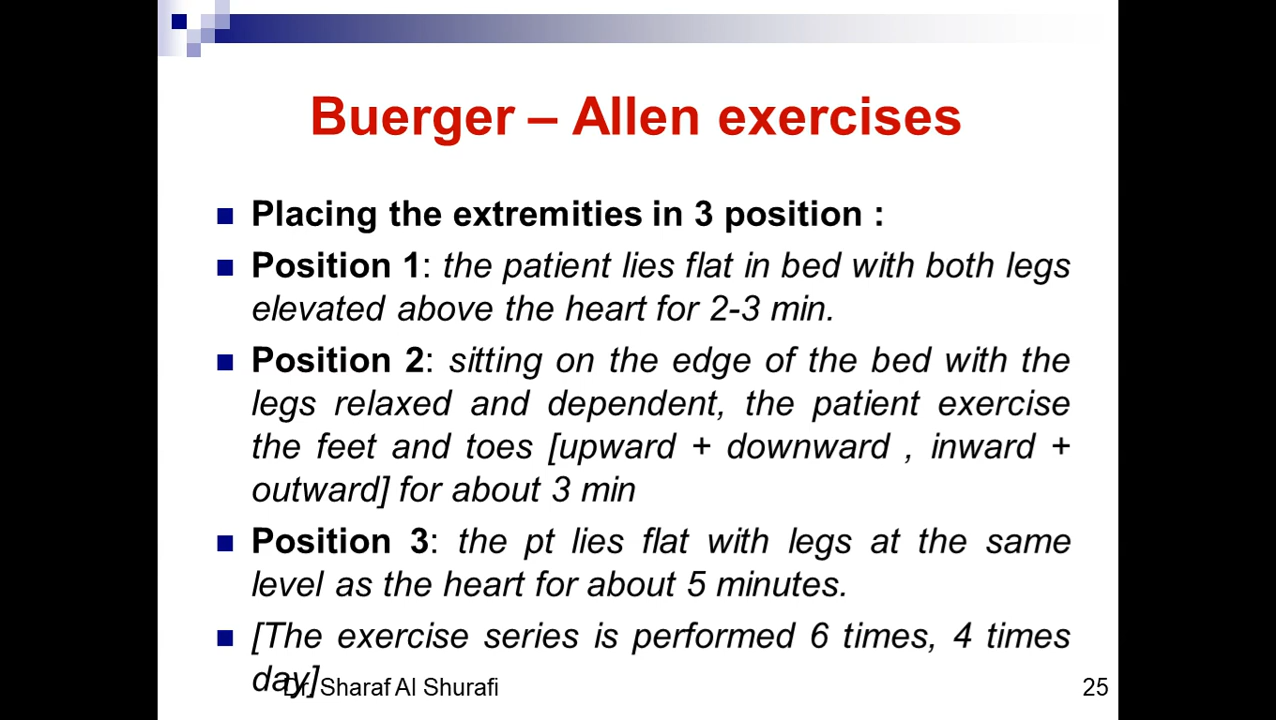 Buerger – Allen exercises
Placing the extremities in 3 position :
Position 1: the patient lies flat in bed with both legs
elevated above the heart for 2-3 min.
Position 2: sitting on the edge of the bed with the
legs relaxed and dependent, the patient exercise
the feet and toes [upward + downward , inward +
outward] for about 3 min
Position 3: the pt lies flat with legs at the same
level as the heart for about 5 minutes.
[The exercise series is performed 6 times, 4 times
day]
Dr. Sharaf Al Shurafi
25